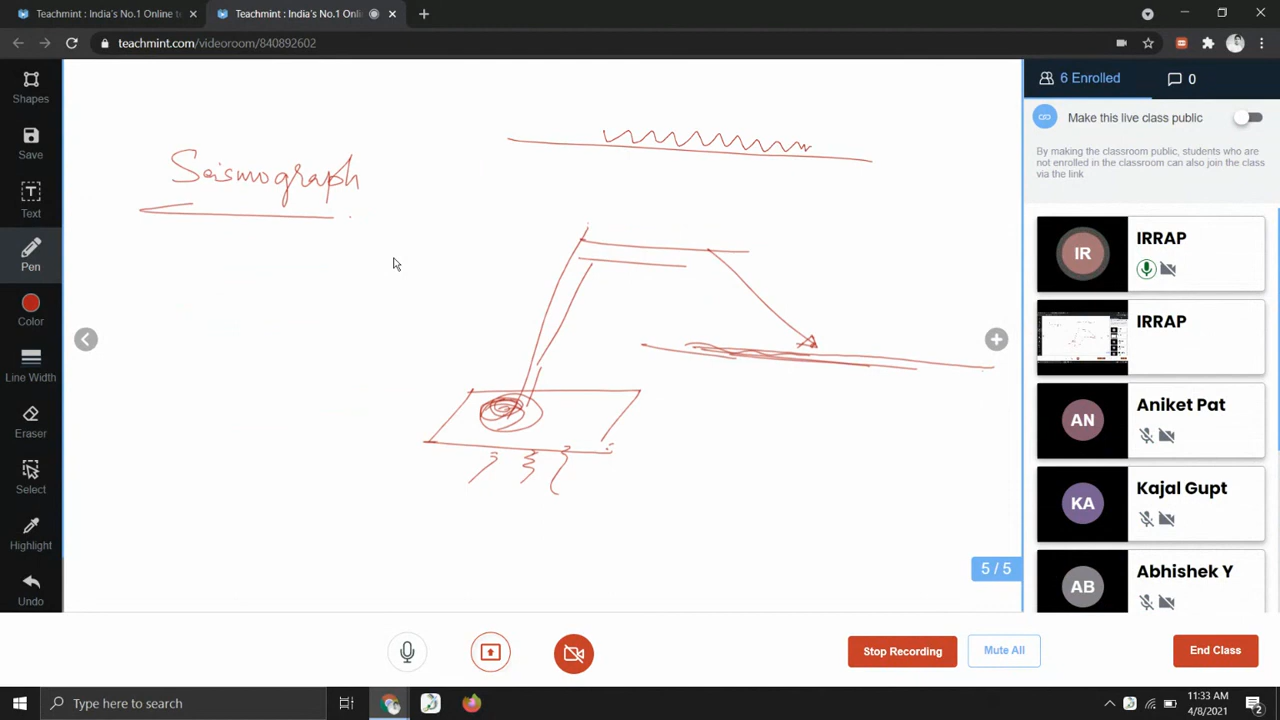 Teachmint: India's No.1 Online t
Teachmint: India's No.1 Onli
teachmint.com/videoroom/840892602
Shapes
Save
Text
Pen
Color
Line Width
Eraser
Select
Highlight
Undo
Seismograph
5 / 5
6 Enrolled
0
Make this live class public
By making the classroom public, students who are
not enrolled in the classroom can also join the class
via the link
IR
IRRAP
IRRAP
AN
Aniket Pat
KA
Kajal Gupt
AB
Abhishek Y
Stop Recording
Mute All
End Class
Type here to search
11:33 AM
4/8/2021
2